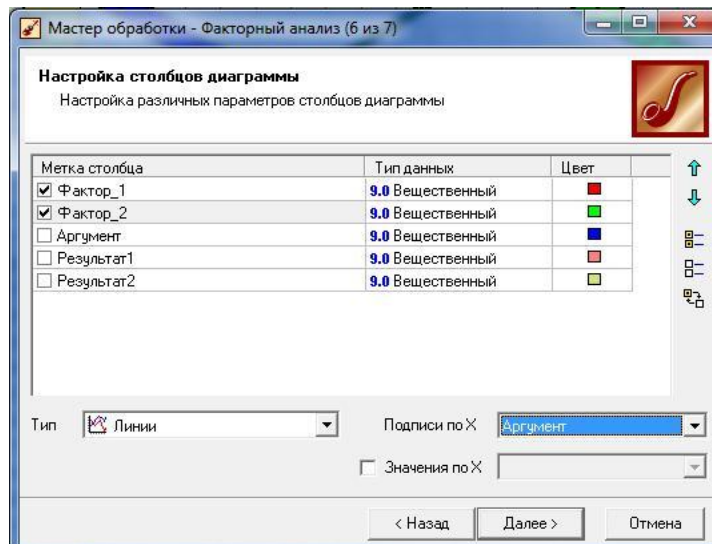 Мастер обработки - Факторный анализ (6 из 7)
Настройка столбцов диаграммы
Настройка различных параметров столбцов диаграммы
Метка столбца Тип данных Цвет
Фактор_1 9.0 Вещественный
Фактор_2 9.0 Вещественный
Аргумент 9.0 Вещественный
Результат1 9.0 Вещественный
Результат2 9.0 Вещественный
Тип Линии Подписи по X Аргумент
Значения по X
< Назад Далее > Отмена